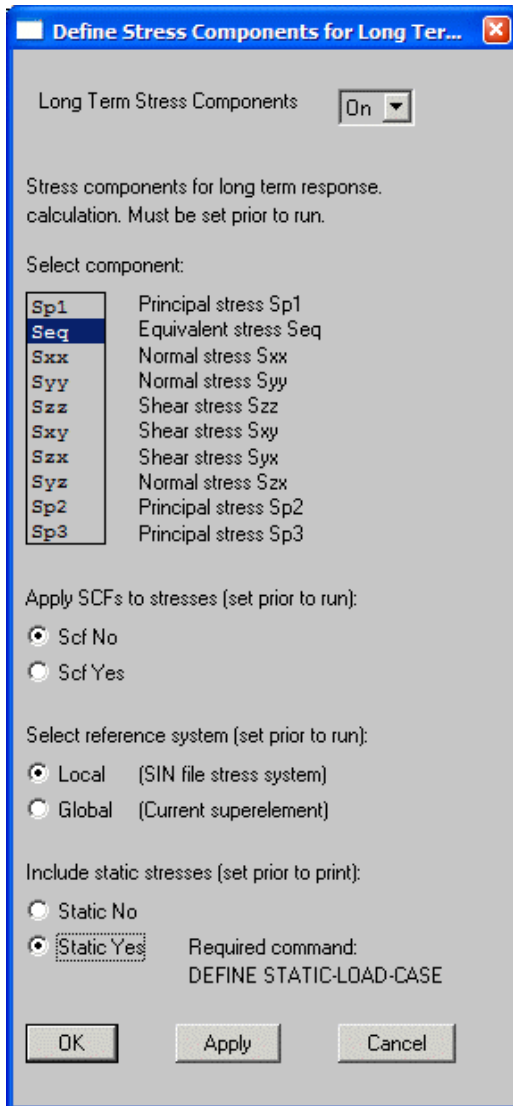 Define Stress Components for Long Ter...
Long Term Stress Components On
Stress components for long term response.
calculation. Must be set prior to run.
Select component:
Sp1 Principal stress Sp1
Seq Equivalent stress Seq
Sxx Normal stress Sxx
Syy Normal stress Syy
Szz Shear stress Szz
Sxy Shear stress Sxy
Szx Shear stress Syx
Syz Normal stress Szx
Sp2 Principal stress Sp2
Sp3 Principal stress Sp3
Apply SCFs to stresses (set prior to run):
Scf No
Scf Yes
Select reference system (set prior to run):
Local (SIN file stress system)
Global (Current superelement)
Include static stresses (set prior to print):
Static No
Static Yes Required command:
DEFINE STATIC-LOAD-CASE
OK Apply Cancel